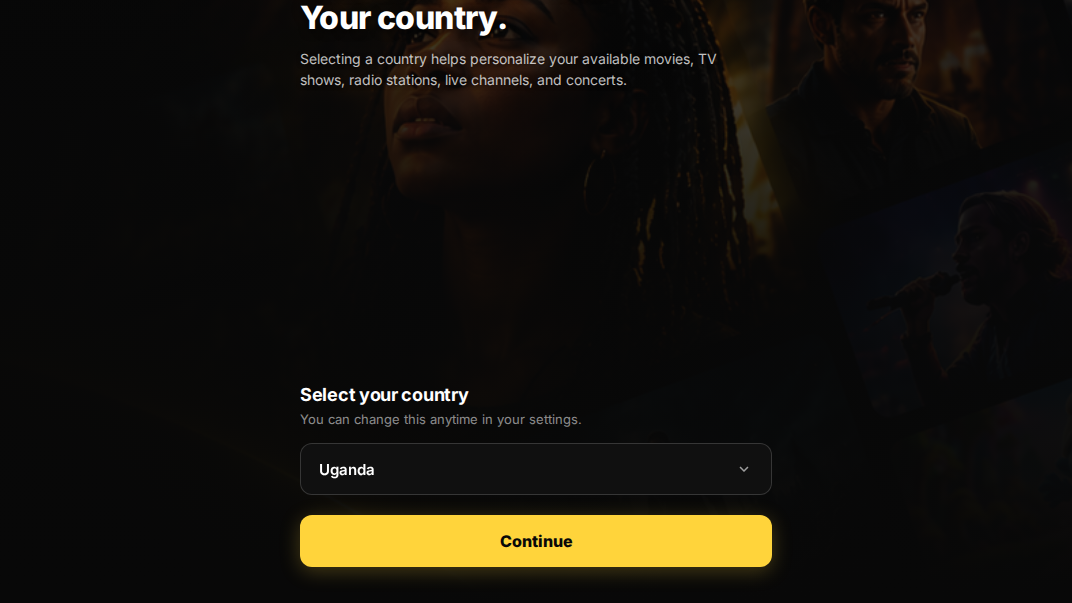 Your country.
Selecting a country helps personalize your available movies, TV
shows, radio stations, live channels, and concerts.
Select your country
You can change this anytime in your settings.
Uganda
Continue